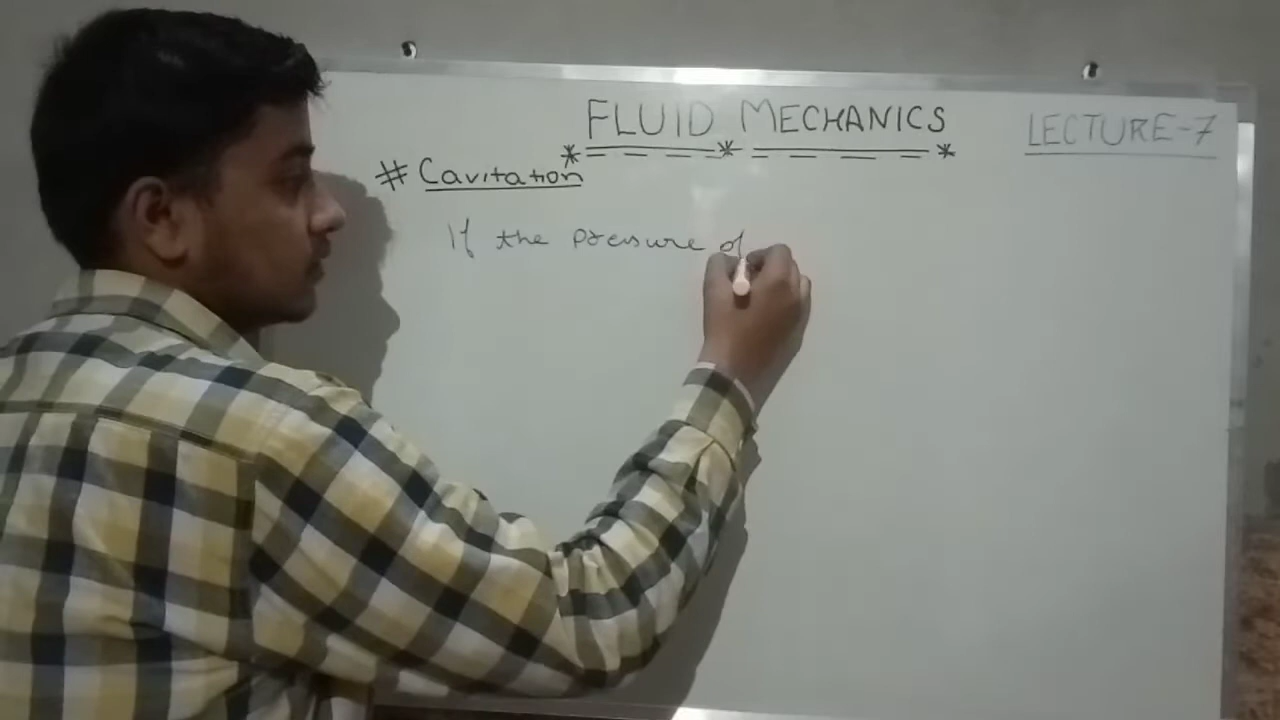 FLUID MECHANICS
LECTURE-7
# Cavitation
If the pressure of